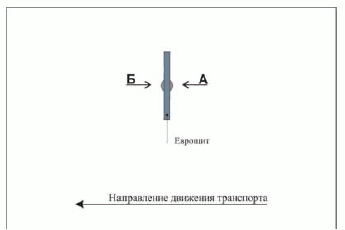 Б А
Еврощит
Направление движения транспорта